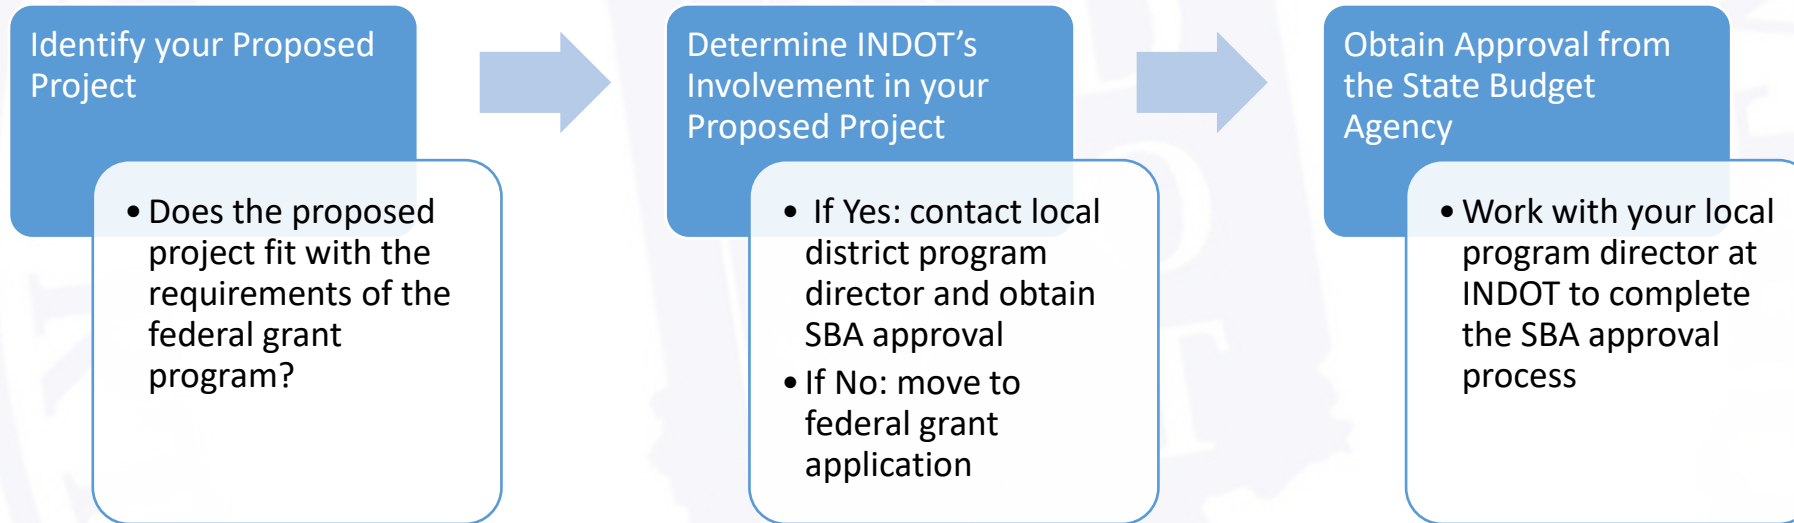 Identify your Proposed
Project
• Does the proposed
project fit with the
requirements of the
federal grant
program?
Determine INDOT's
Involvement in your
Proposed Project
• If Yes: contact local
district program
director and obtain
SBA approval
• If No: move to
federal grant
application
Obtain Approval from
the State Budget
Agency
• Work with your local
program director at
INDOT to complete
the SBA approval
process